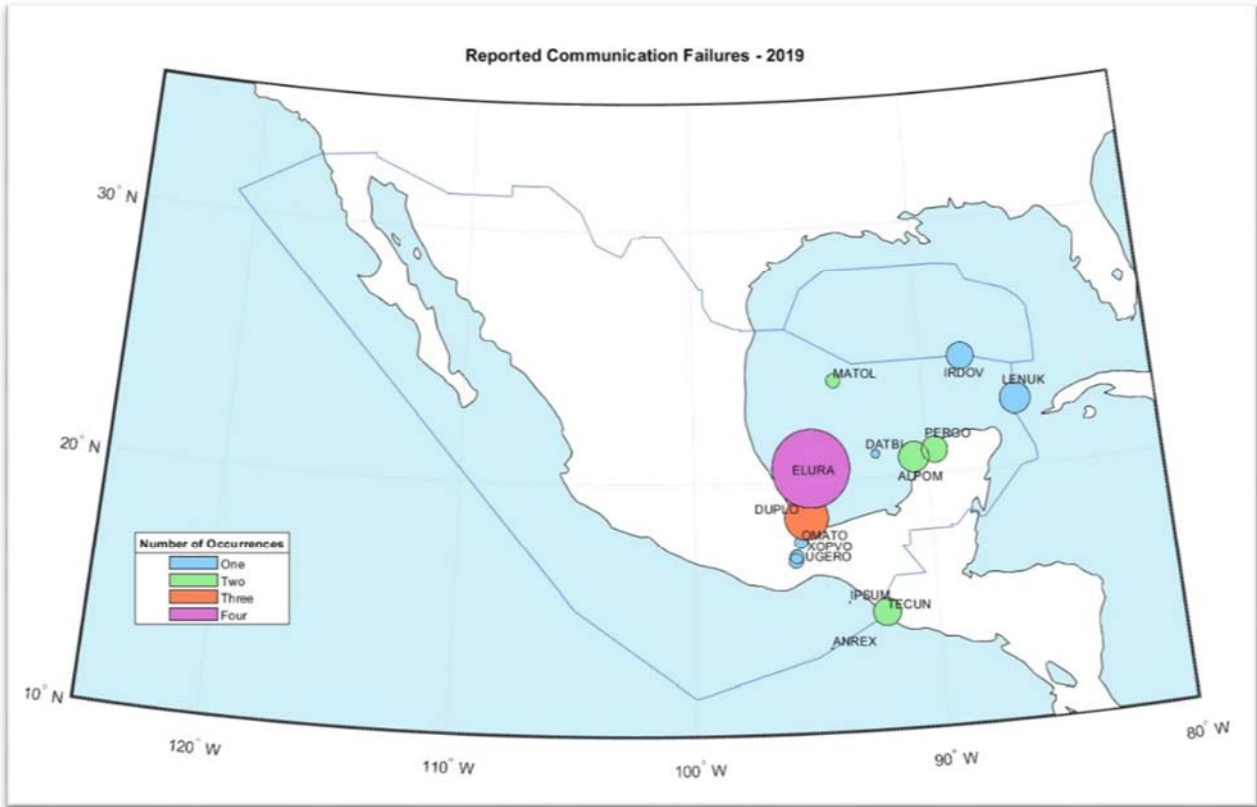 Reported Communication Failures - 2019
30° N
20° N
10° N
MATOL
IRDOV
LENUK
PERGO
DATBI
ALPOM
ELURA
DUPLO
OMATO
XOPVO
UGERO
IPSUM
TECUN
ANREX
Number of Occurrences
One
Two
Three
Four
120° W
110° W
100° W
90° W
80° W